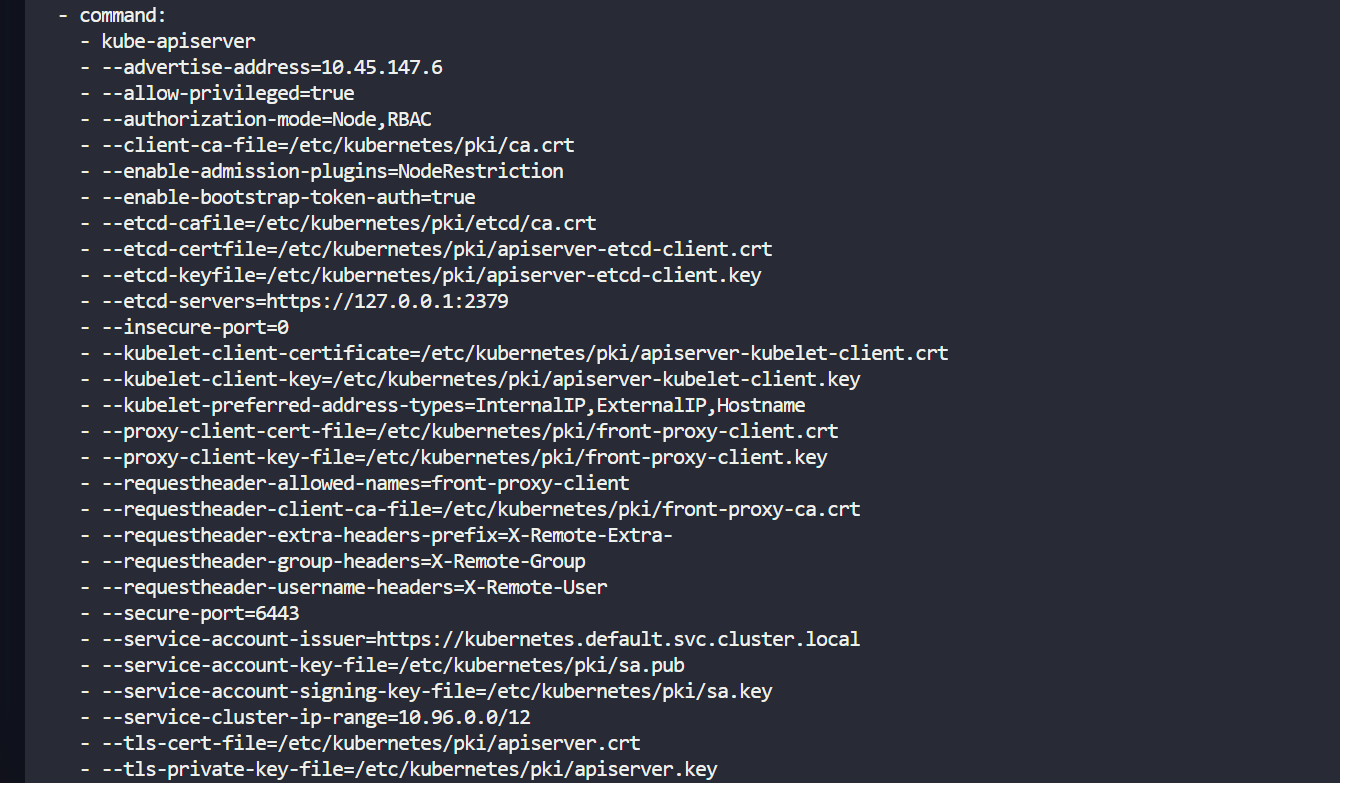 - command:
- kube-apiserver
- --advertise-address=10.45.147.6
- --allow-privileged=true
- --authorization-mode=Node,RBAC
- --client-ca-file=/etc/kubernetes/pki/ca.crt
- --enable-admission-plugins=NodeRestriction
- --enable-bootstrap-token-auth=true
- --etcd-cafile=/etc/kubernetes/pki/etcd/ca.crt
- --etcd-certfile=/etc/kubernetes/pki/apiserver-etcd-client.crt
- --etcd-keyfile=/etc/kubernetes/pki/apiserver-etcd-client.key
- --etcd-servers=https://127.0.0.1:2379
- --insecure-port=0
- --kubelet-client-certificate=/etc/kubernetes/pki/apiserver-kubelet-client.crt
- --kubelet-client-key=/etc/kubernetes/pki/apiserver-kubelet-client.key
- --kubelet-preferred-address-types=InternalIP,ExternalIP,Hostname
- --proxy-client-cert-file=/etc/kubernetes/pki/front-proxy-client.crt
- --proxy-client-key-file=/etc/kubernetes/pki/front-proxy-client.key
- --requestheader-allowed-names=front-proxy-client
- --requestheader-client-ca-file=/etc/kubernetes/pki/front-proxy-ca.crt
- --requestheader-extra-headers-prefix=X-Remote-Extra-
- --requestheader-group-headers=X-Remote-Group
- --requestheader-username-headers=X-Remote-User
- --secure-port=6443
- --service-account-issuer=https://kubernetes.default.svc.cluster.local
- --service-account-key-file=/etc/kubernetes/pki/sa.pub
- --service-account-signing-key-file=/etc/kubernetes/pki/sa.key
- --service-cluster-ip-range=10.96.0.0/12
- --tls-cert-file=/etc/kubernetes/pki/apiserver.crt
- --tls-private-key-file=/etc/kubernetes/pki/apiserver.key